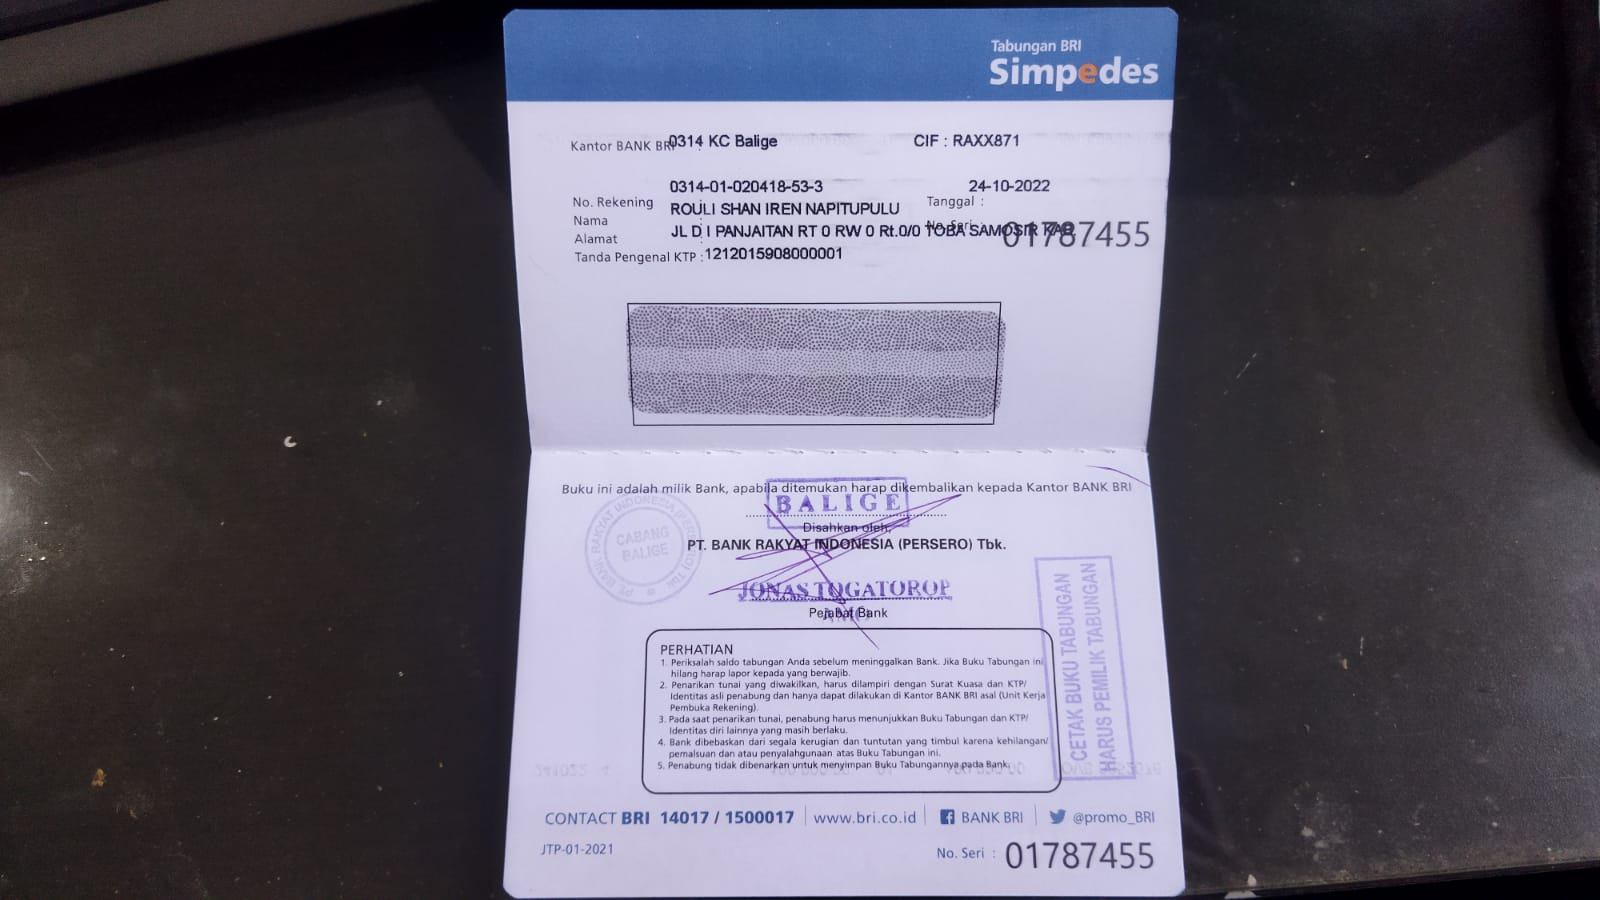 Tabungan BRI
Simpedes
Kantor BANK BRI : 0314 KC Balige CIF : RAXX871
No. Rekening : 0314-01-020418-53-3 Tanggal : 24-10-2022
Nama : ROULI SHAN IREN NAPITUPULU
Alamat : JL D I PANJAITAN RT 0 RW 0 Rt.0/0 TOBA SAMOSIR KAB No. Seri : 01787455
Tanda Pengenal KTP : 1212015908000001
Buku ini adalah milik Bank, apabila ditemukan harap dikembalikan kepada Kantor BANK BRI
BALIGE
Disahkan oleh,
PT. BANK RAKYAT INDONESIA (PERSERO) Tbk.
CABANG
BALIGE
PT. BANK RAKYAT INDONESIA (PERSERO) Tbk
JONAS TOGATOROP
Pejabat Bank
CETAK BUKU TABUNGAN
HARUS PEMILIK TABUNGAN
PERHATIAN
1. Periksalah saldo tabungan Anda sebelum meninggalkan Bank. Jika Buku Tabungan ini
hilang harap lapor kepada yang berwajib.
2. Penarikan tunai yang diwakilkan, harus dilampiri dengan Surat Kuasa dan KTP/
Identitas asli penabung dan hanya dapat dilakukan di Kantor BANK BRI asal (Unit Kerja
Pembuka Rekening).
3. Pada saat penarikan tunai, penabung harus menunjukkan Buku Tabungan dan KTP/
Identitas diri lainnya yang masih berlaku.
4. Bank dibebaskan dari segala kerugian dan tuntutan yang timbul karena kehilangan/
pemalsuan dan atau penyalahgunaan atas Buku Tabungan ini.
5. Penabung tidak dibenarkan untuk menyimpan Buku Tabungannya pada Bank.
CONTACT BRI 14017 / 1500017 www.bri.co.id BANK BRI @promo_BRI
JTP-01-2021 No. Seri : 01787455